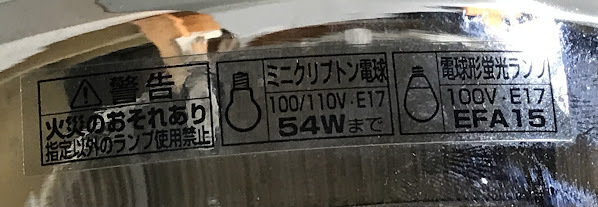 警告
火災のおそれあり
指定以外のランプ使用禁止
ミニクリプトン電球
100/110V・E17
54Wまで
電球形蛍光ランプ
100V・E17
EFA15